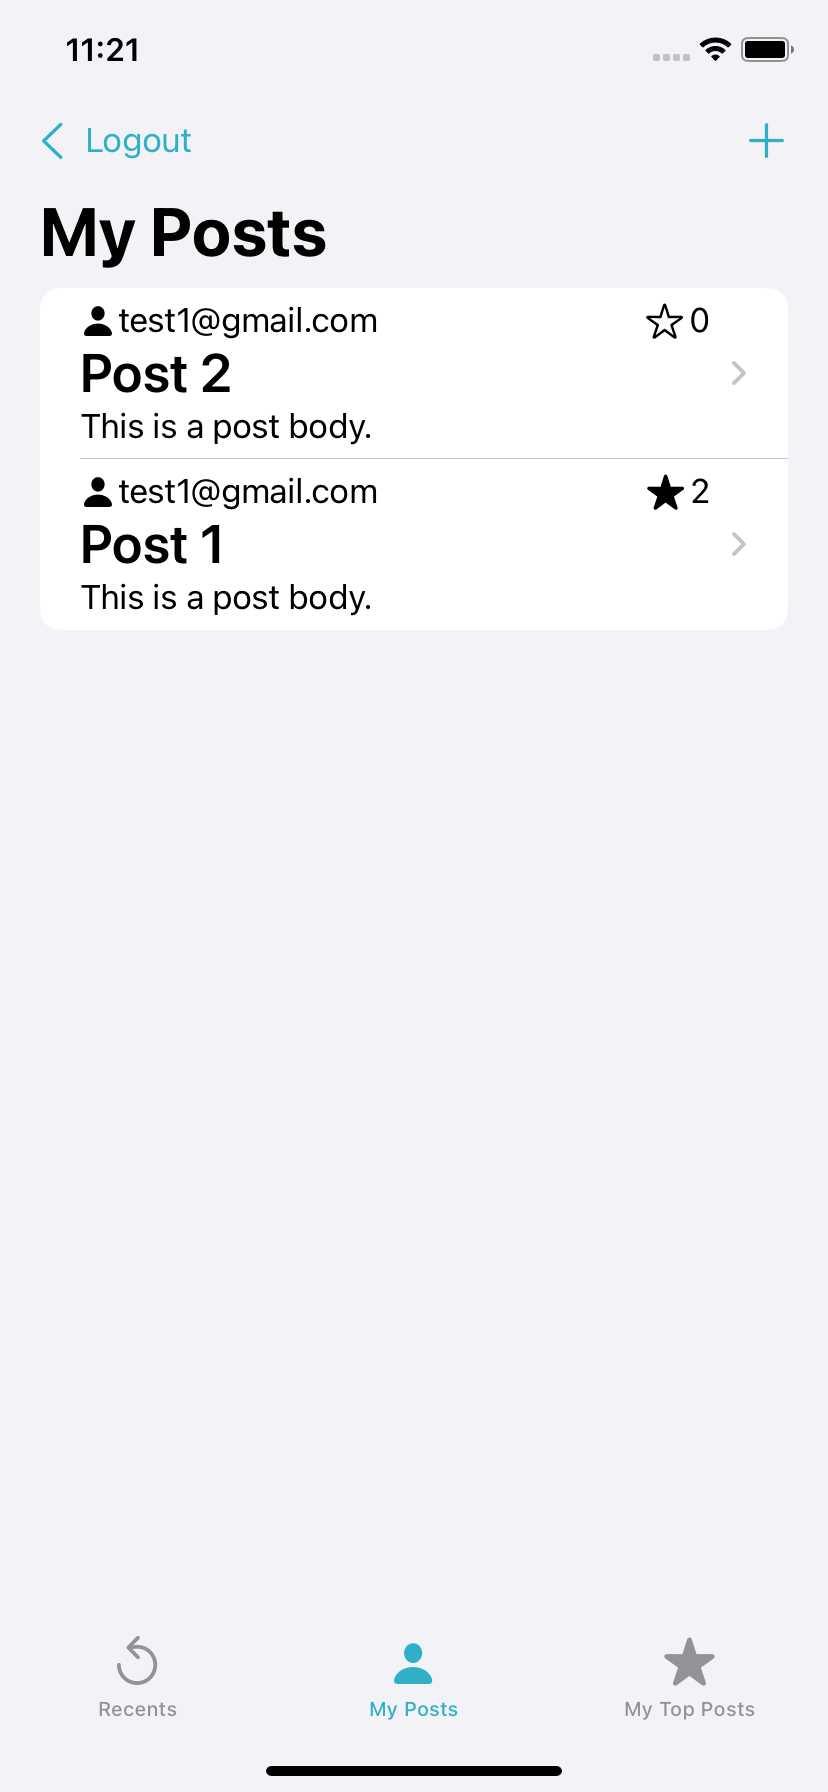 11:21
Logout
My Posts
test1@gmail.com 0
Post 2
This is a post body.
test1@gmail.com 2
Post 1
This is a post body.
Recents My Posts My Top Posts